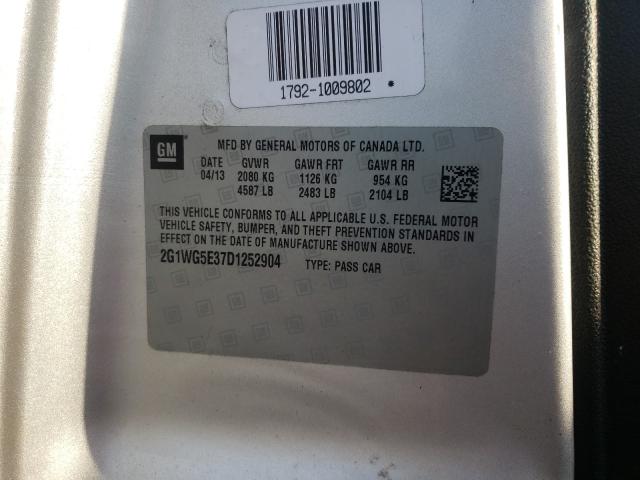 1792-1009802 *
GM
MFD BY GENERAL MOTORS OF CANADA LTD.
DATE GVWR GAWR FRT GAWR RR
04/13 2080 KG 1126 KG 954 KG
4587 LB 2483 LB 2104 LB
THIS VEHICLE CONFORMS TO ALL APPLICABLE U.S. FEDERAL MOTOR
VEHICLE SAFETY, BUMPER, AND THEFT PREVENTION STANDARDS IN
EFFECT ON THE DATE OF MANUFACTURE SHOWN ABOVE.
2G1WG5E37D1252904 TYPE: PASS CAR